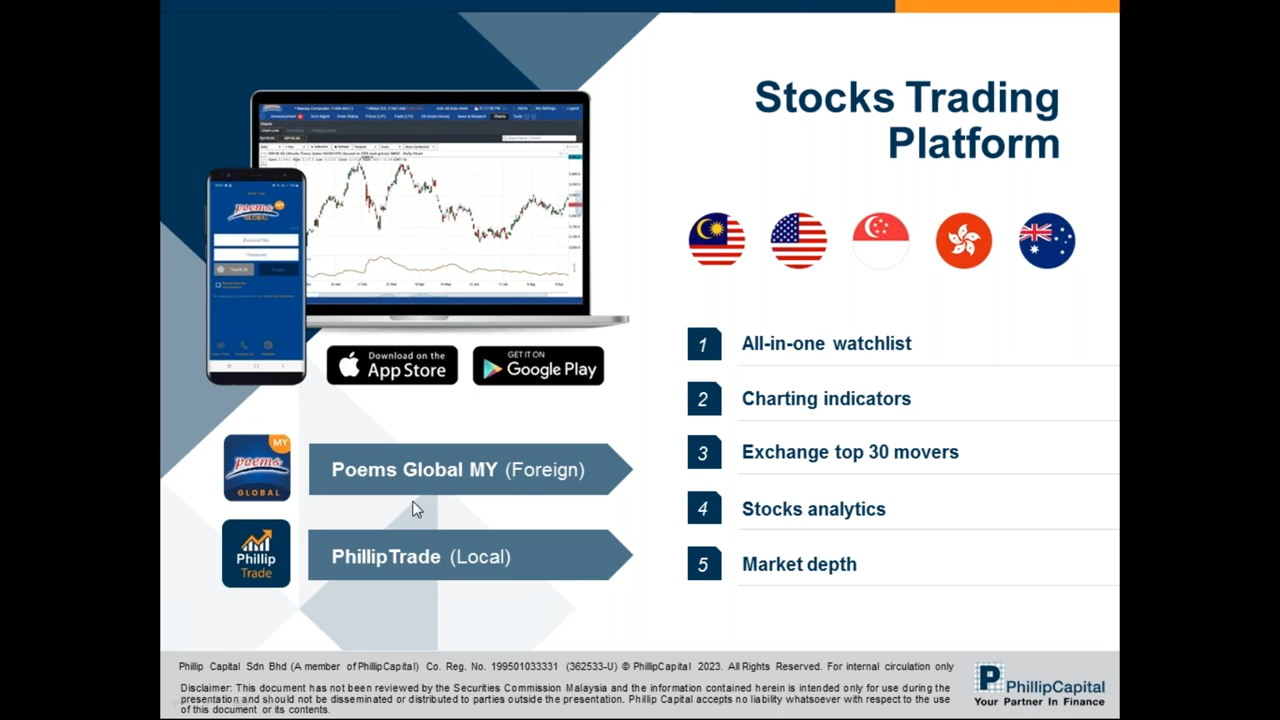 Stocks Trading
Platform
poems
GLOBAL
Download on the
App Store
GET IT ON
Google Play
1 All-in-one watchlist
2 Charting indicators
3 Exchange top 30 movers
4 Stocks analytics
5 Market depth
MY
poems
GLOBAL
Poems Global MY (Foreign)
Phillip
Trade
PhillipTrade (Local)
Phillip Capital Sdn Bhd (A member of PhillipCapital) Co. Reg. No. 199501033331 (362533-U) © PhillipCapital 2023. All Rights Reserved. For internal circulation only
Disclaimer: This document has not been reviewed by the Securities Commission Malaysia and the information contained herein is intended only for use during the
presentation and should not be disseminated or distributed to parties outside the presentation. Phillip Capital accepts no liability whatsoever with respect to the use
of this document or its contents.
PhillipCapital
Your Partner In Finance